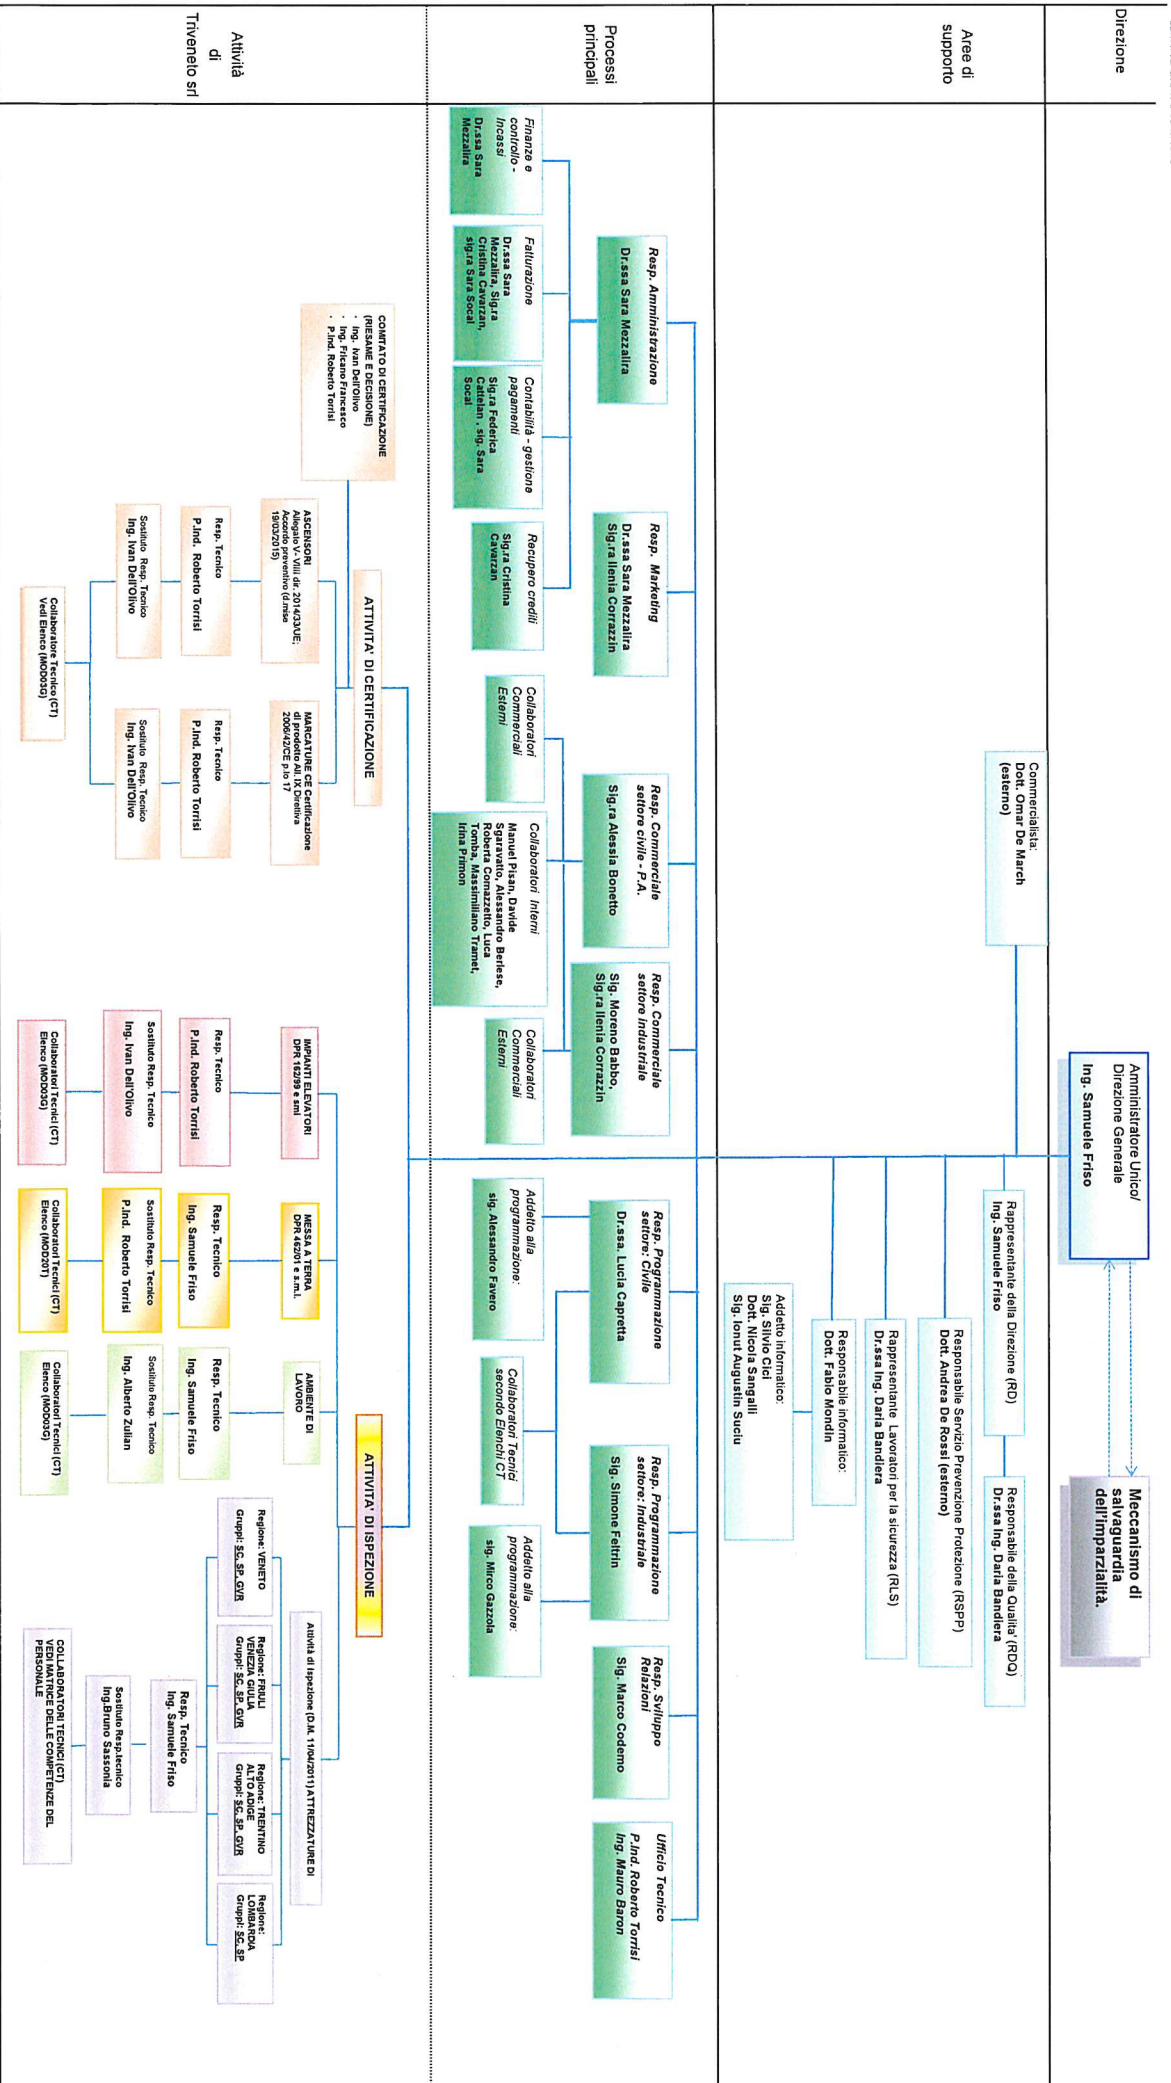 Direzione
Amministratore Unico/
Direzione Generale
Ing. Samuele Friso
Meccanismo di
salvaguardia
dell'imparzialità.
Aree di
supporto
Commercialista:
Dott. Omar De March
(esterno)
Rappresentante della Direzione (RD)
Ing. Samuele Friso
Responsabile della Qualita' (RDQ)
Dr.ssa Ing. Daria Bandiera
Responsabile Servizio Prevenzione Protezione (RSPP)
Dott. Andrea De Rossi (esterno)
Rappresentante Lavoratori per la sicurezza (RLS)
Dr.ssa Ing. Daria Bandiera
Responsabile informatico:
Dott. Fabio Mondin
Addetto informatico:
Sig. Silvio Cici
Dott. Nicola Sangalli
Sig. Ionut Augustin Suciu
Processi
principali
Resp. Amministrazione
Dr.ssa Sara Mezzalira
Resp. Marketing
Dr.ssa Sara Mezzalira
Sig.ra Ilenia Corrazzin
Resp. Commerciale
settore civile - P.A.
Sig.ra Alessia Bonetto
Resp. Commerciale
settore industriale
Sig. Moreno Babbo,
Sig.ra Ilenia Corrazzin
Resp. Programmazione
settore: Civile
Dr.ssa. Lucia Capretta
Resp. Programmazione
settore: Industriale
Sig. Simone Feltrin
Resp. Sviluppo
Relazioni
Sig. Marco Codemo
Ufficio Tecnico
P.Ind. Roberto Torrisi
Ing. Mauro Baron
Finanze e
controllo -
Incassi
Dr.ssa Sara
Mezzalira
Fatturazione
Dr.ssa Sara
Mezzalira, Sig.ra
Cristina Cavarzan,
sig.ra Sara Socal
Contabilità - gestione
pagamenti
Sig.ra Federica
Cattelan , sig. Sara
Socal
Recupero crediti
Sig.ra Cristina
Cavarzan
Collaboratori
Commerciali
Esterni
Collaboratori Interni
Manuel Pisan, Davide
Sgaravatto, Alessandro Berlese,
Roberta Comazzetto, Luca
Tomba, Massimiliano Tramet,
Irina Primon
Collaboratori
Commerciali
Esterni
Addetto alla
programmazione:
sig. Alessandro Favero
Collaboratori Tecnici
secondo Elenchi CT
Addetto alla
programmazione:
sig. Mirco Gazzola
Attività
di
Triveneto srl
ATTIVITA' DI CERTIFICAZIONE
COMITATO DI CERTIFICAZIONE
(RIESAME E DECISIONE)
- Ing. Ivan Dell'Olivo
- Ing. Fricano Francesco
- P.Ind. Roberto Torrisi
ASCENSORI
Allegato V- VIIII dir. 2014/33/UE;
Accordo preventivo (d.mise
19/03/2015)
Resp. Tecnico
P.Ind. Roberto Torrisi
Sostituto Resp. Tecnico
Ing. Ivan Dell'Olivo
MARCATURE CE Certificazione
di prodotto All. IX Direttiva
2006/42/CE p.lo 17
Resp. Tecnico
P.Ind. Roberto Torrisi
Sostituto Resp. Tecnico
Ing. Ivan Dell'Olivo
Collaboratore Tecnico (CT)
Vedi Elenco (MOD03G)
ATTIVITA' DI ISPEZIONE
IMPIANTI ELEVATORI
DPR 162/99 e smi
Resp. Tecnico
P.Ind. Roberto Torrisi
Sostituto Resp. Tecnico
Ing. Ivan Dell'Olivo
Collaboratori Tecnici (CT)
Elenco (MOD03G)
MESSA A TERRA
DPR 462/01 e s.m.i.
Resp. Tecnico
Ing. Samuele Friso
Sostituto Resp. Tecnico
P.Ind. Roberto Torrisi
Collaboratori Tecnici (CT)
Elenco (MOD20T)
AMBIENTE DI
LAVORO
Resp. Tecnico
Ing. Samuele Friso
Sostituto Resp. Tecnico
Ing. Alberto Zulian
Collaboratori Tecnici (CT)
Elenco (MOD03G)
Attività di Ispezione (D.M. 11/04/2011) ATTREZZATURE DI
Regione: VENETO
Gruppi: SC, SP, GVR
Regione: FRIULI
VENEZIA GIULIA
Gruppi: SC, SP, GVR
Regione: TRENTINO
ALTO ADIGE
Gruppi: SC, SP, GVR
Regione:
LOMBARDIA
Gruppi: SC, SP
Resp. Tecnico
Ing. Samuele Friso
Sostituto Resp.tecnico
Ing.Bruno Sassonia
COLLABORATORI TECNICI (CT)
VEDI MATRICE DELLE COMPETENZE DEL
PERSONALE